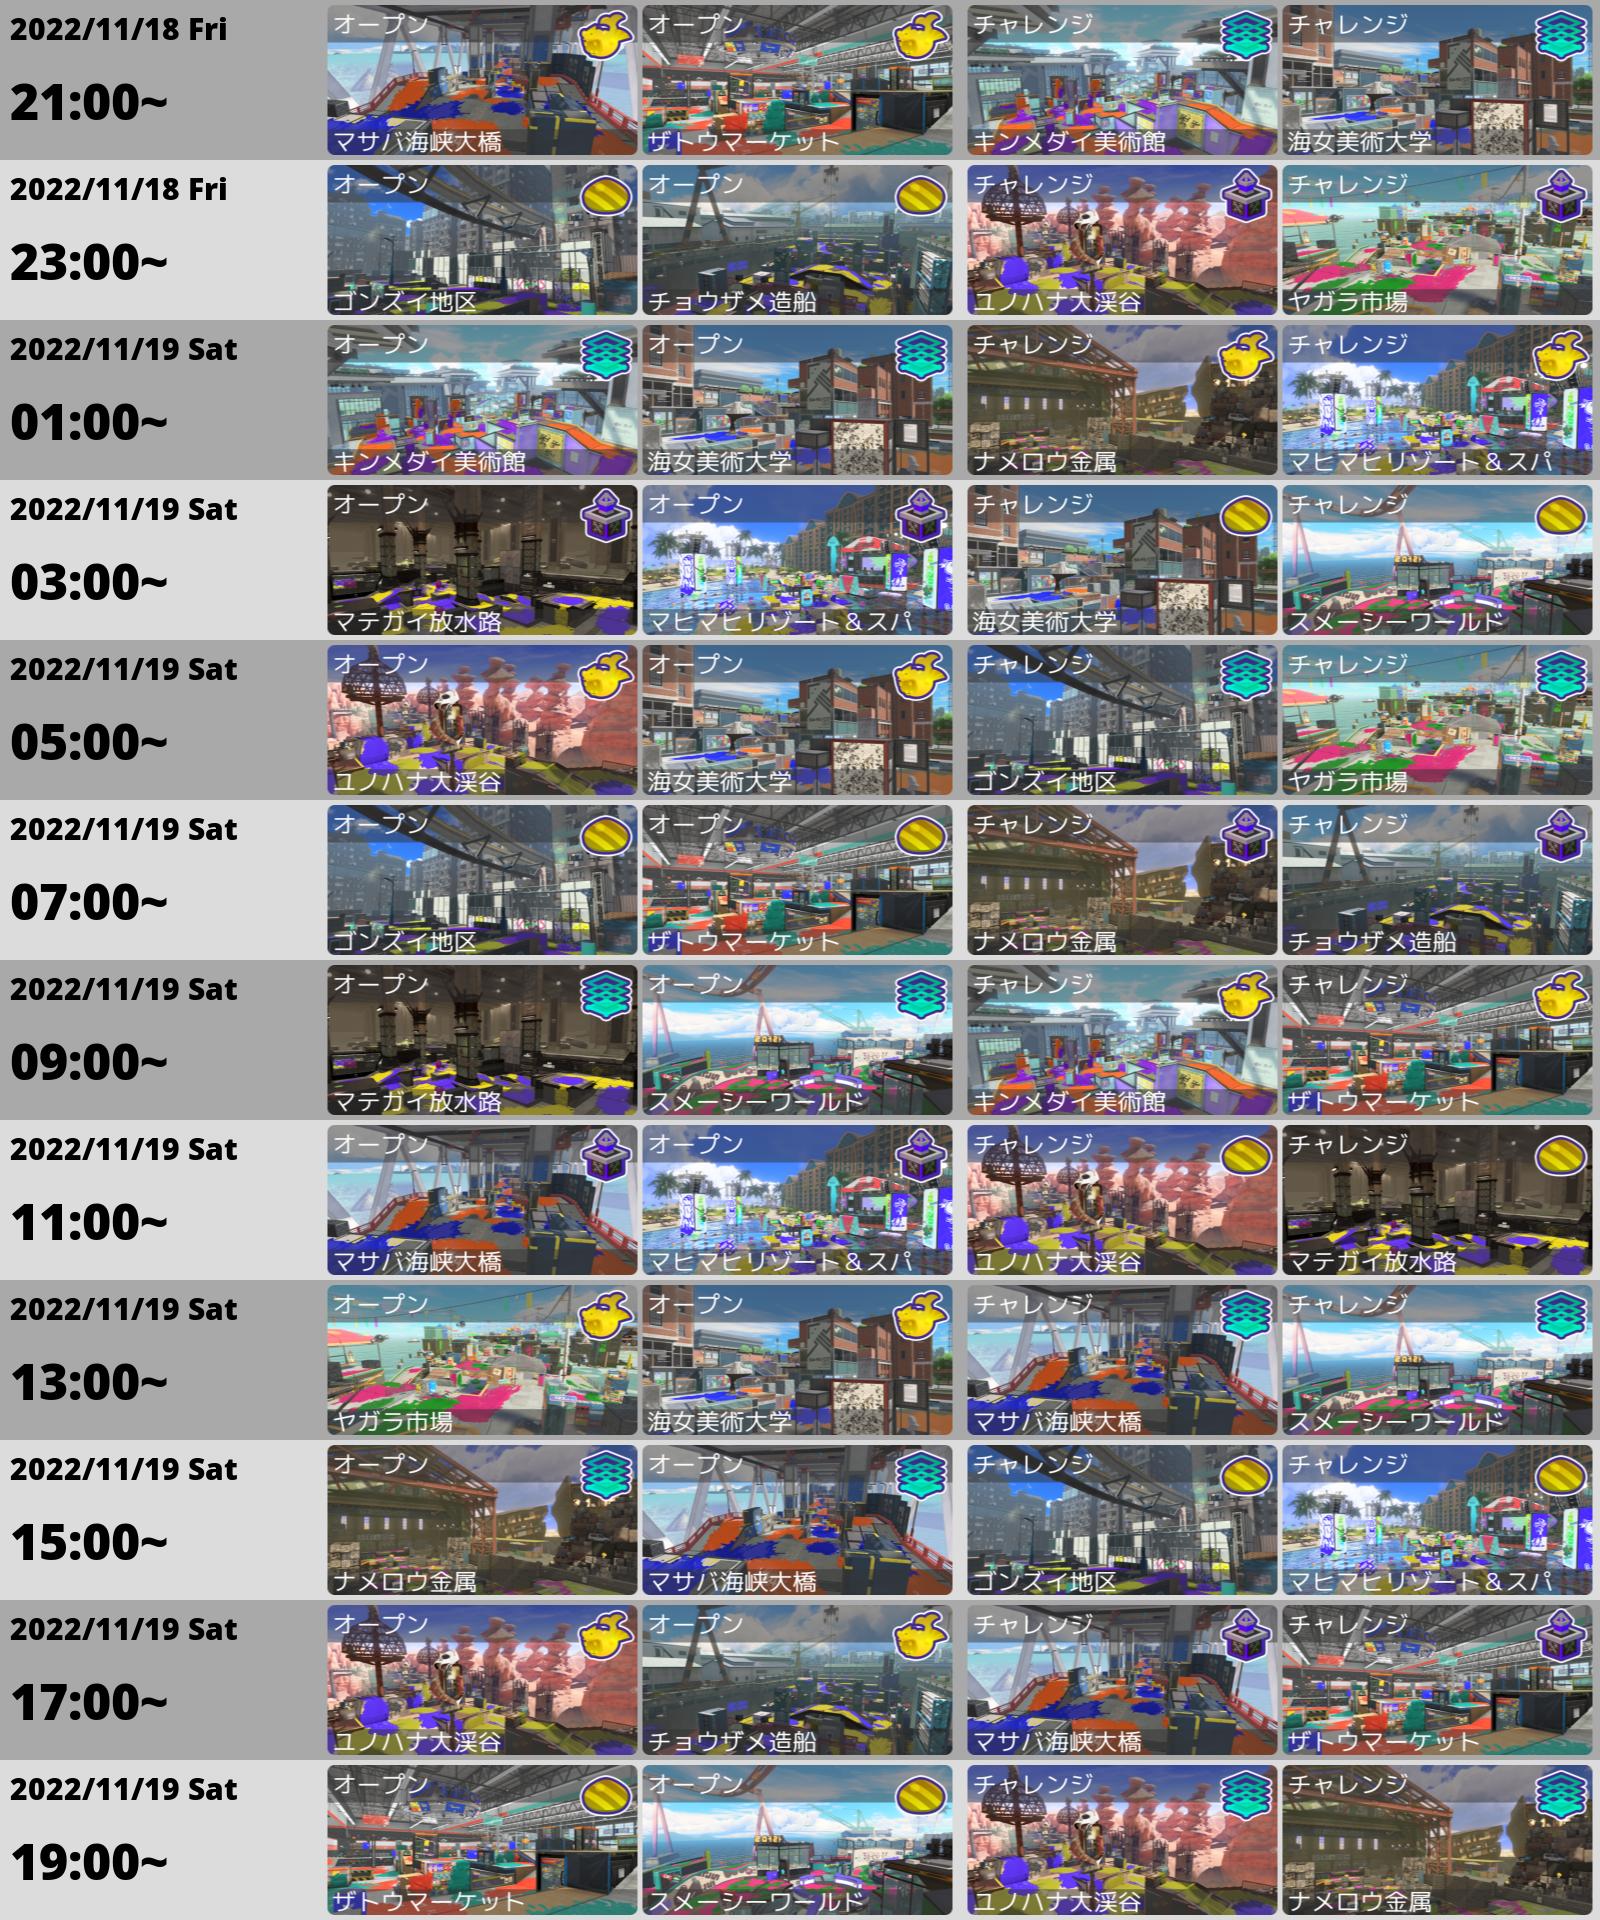 2022/11/18 Fri
21:00~
オープン
マサバ海峡大橋
オープン
ザトウマーケット
チャレンジ
キンメダイ美術館
チャレンジ
海女美術大学
2022/11/18 Fri
23:00~
オープン
ゴンズイ地区
オープン
チョウザメ造船
チャレンジ
ユノハナ大渓谷
チャレンジ
ヤガラ市場
2022/11/19 Sat
01:00~
オープン
キンメダイ美術館
オープン
海女美術大学
チャレンジ
ナメロウ金属
チャレンジ
マヒマヒリゾート&スパ
2022/11/19 Sat
03:00~
オープン
マテガイ放水路
オープン
マヒマヒリゾート&スパ
チャレンジ
海女美術大学
チャレンジ
スメーシーワールド
2022/11/19 Sat
05:00~
オープン
ユノハナ大渓谷
オープン
海女美術大学
チャレンジ
ゴンズイ地区
チャレンジ
ヤガラ市場
2022/11/19 Sat
07:00~
オープン
ゴンズイ地区
オープン
ザトウマーケット
チャレンジ
ナメロウ金属
チャレンジ
チョウザメ造船
2022/11/19 Sat
09:00~
オープン
マテガイ放水路
オープン
スメーシーワールド
チャレンジ
キンメダイ美術館
チャレンジ
ザトウマーケット
2022/11/19 Sat
11:00~
オープン
マサバ海峡大橋
オープン
マヒマヒリゾート&スパ
チャレンジ
ユノハナ大渓谷
チャレンジ
マテガイ放水路
2022/11/19 Sat
13:00~
オープン
ヤガラ市場
オープン
海女美術大学
チャレンジ
マサバ海峡大橋
チャレンジ
スメーシーワールド
2022/11/19 Sat
15:00~
オープン
ナメロウ金属
オープン
マサバ海峡大橋
チャレンジ
ゴンズイ地区
チャレンジ
マヒマヒリゾート&スパ
2022/11/19 Sat
17:00~
オープン
ユノハナ大渓谷
オープン
チョウザメ造船
チャレンジ
マサバ海峡大橋
チャレンジ
ザトウマーケット
2022/11/19 Sat
19:00~
オープン
ザトウマーケット
オープン
スメーシーワールド
チャレンジ
ユノハナ大渓谷
チャレンジ
ナメロウ金属